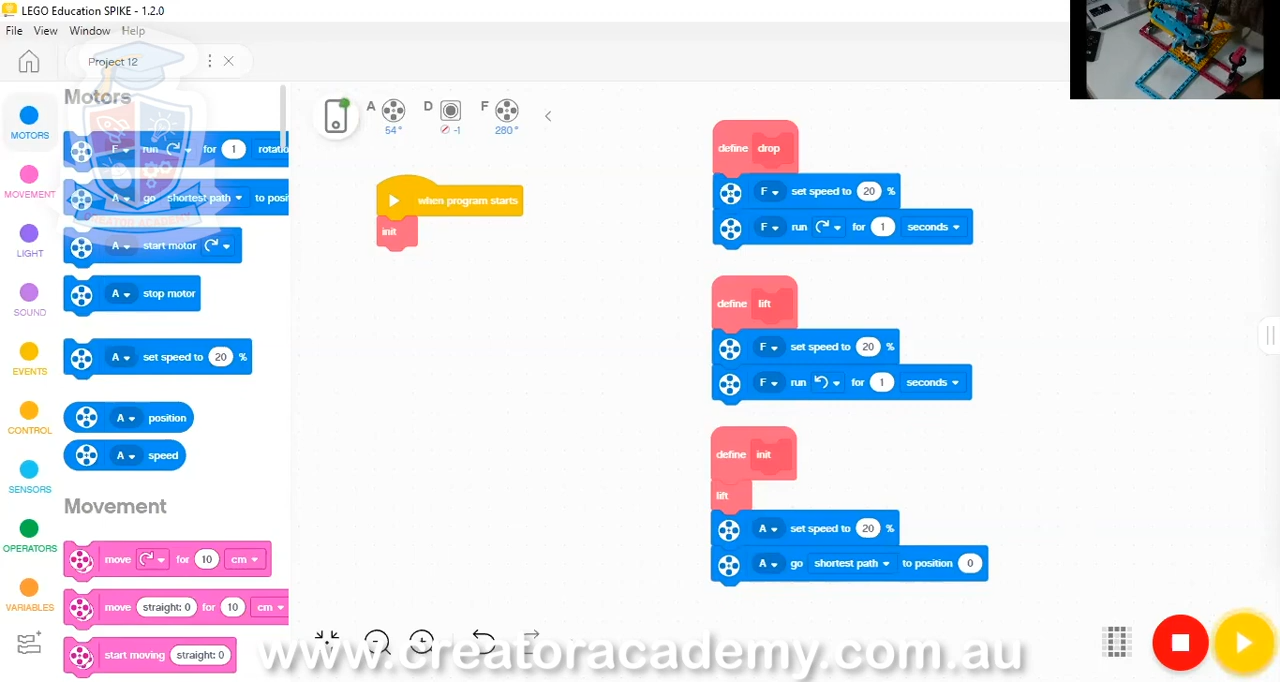 LEGO Education SPIKE - 1.2.0
File View Window Help
Project 12
Motors
MOTORS
MOVEMENT
LIGHT
SOUND
EVENTS
CONTROL
SENSORS
OPERATORS
VARIABLES
F run for 1 rotatio
A go shortest path to posi
CREATOR ACADEMY
A start motor
A stop motor
A set speed to 20 %
A position
A speed
Movement
move for 10 cm
move straight: 0 for 10 cm
start moving straight: 0
A D F
54° -1 280°
when program starts
init
define drop
F set speed to 20 %
F run for 1 seconds
define lift
F set speed to 20 %
F run for 1 seconds
define init
lift
A set speed to 20 %
A go shortest path to position 0
www.creatoracademy.com.au